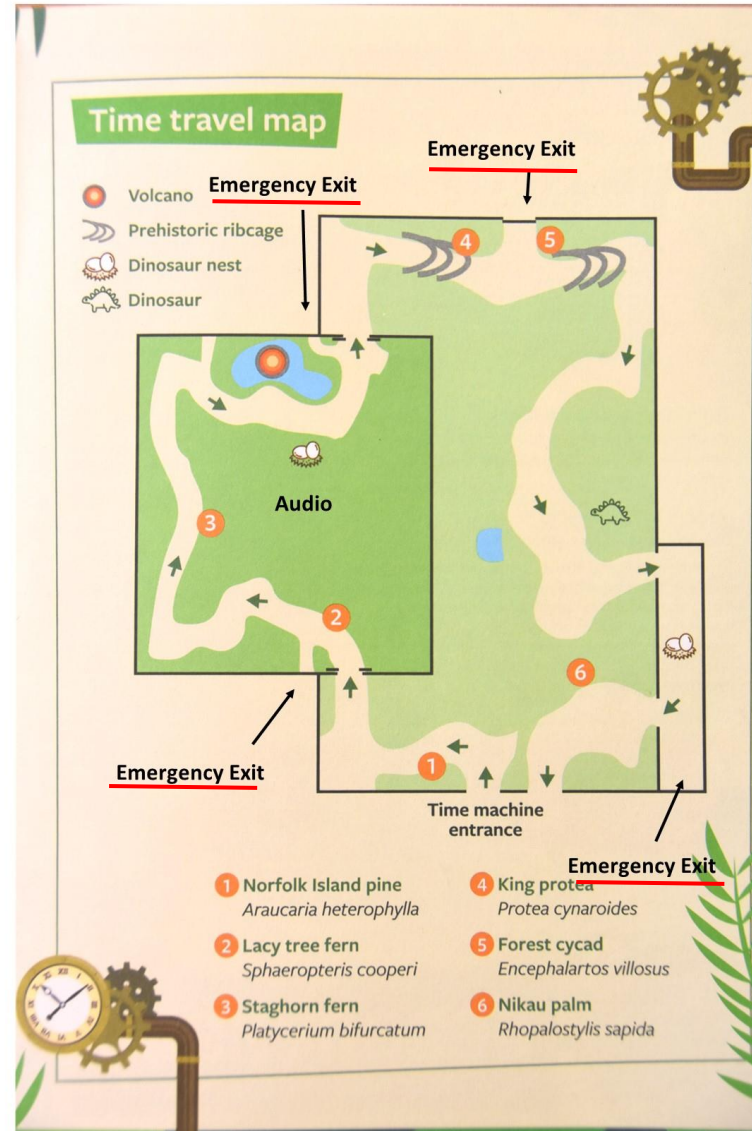 Time travel map
Emergency Exit
Emergency Exit
Volcano
Prehistoric ribcage
Dinosaur nest
Dinosaur
4
5
3
Audio
2
6
1
Emergency Exit
Time machine
entrance
Emergency Exit
1 Norfolk Island pine
Araucaria heterophylla
2 Lacy tree fern
Sphaeropteris cooperi
3 Staghorn fern
Platycerium bifurcatum
4 King protea
Protea cynaroides
5 Forest cycad
Encephalartos villosus
6 Nikau palm
Rhopalostylis sapida